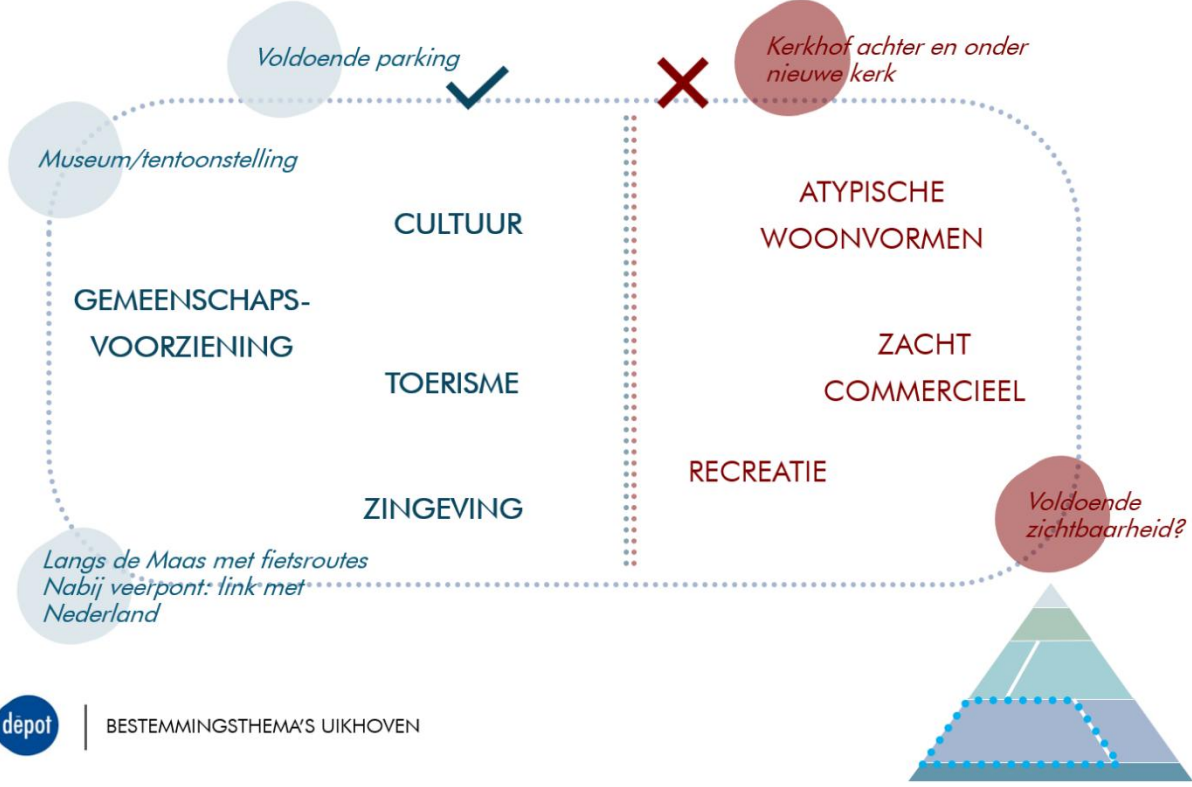 Voldoende parking
Kerkhof achter en onder
nieuwe kerk
Museum/tentoonstelling
CULTUUR
ATYPISCHE
WOONVORMEN
GEMEENSCHAPS-
VOORZIENING
ZACHT
COMMERCIEEL
TOERISME
RECREATIE
ZINGEVING
Voldoende
zichtbaarheid?
Langs de Maas met fietsroutes
Nabij veerpont: link met
Nederland
dēpot
BESTEMMINGSTHEMA'S UIKHOVEN